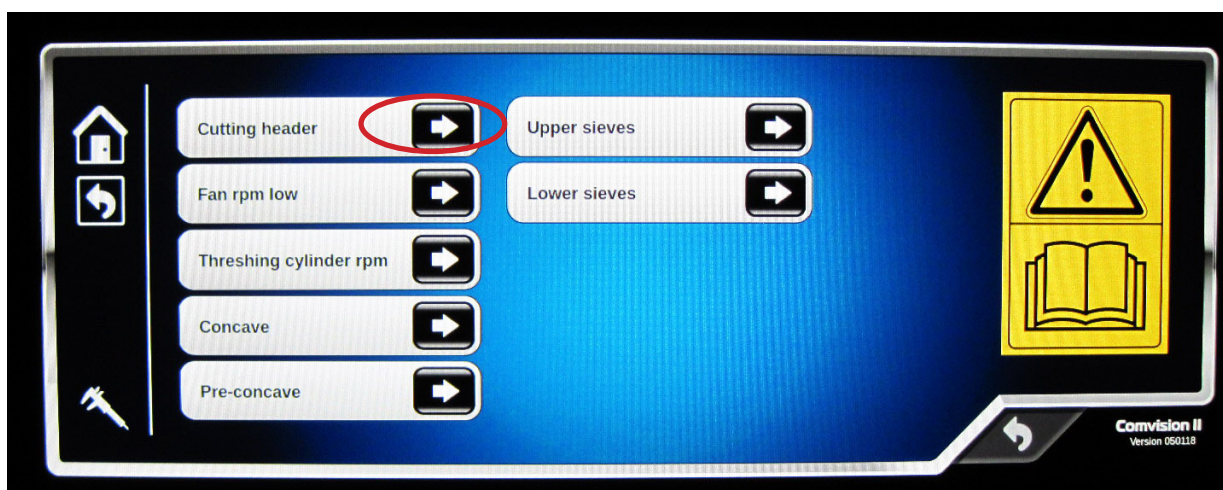 Cutting header
Fan rpm low
Threshing cylinder rpm
Concave
Pre-concave
Upper sieves
Lower sieves
Comvision II
Version 050118